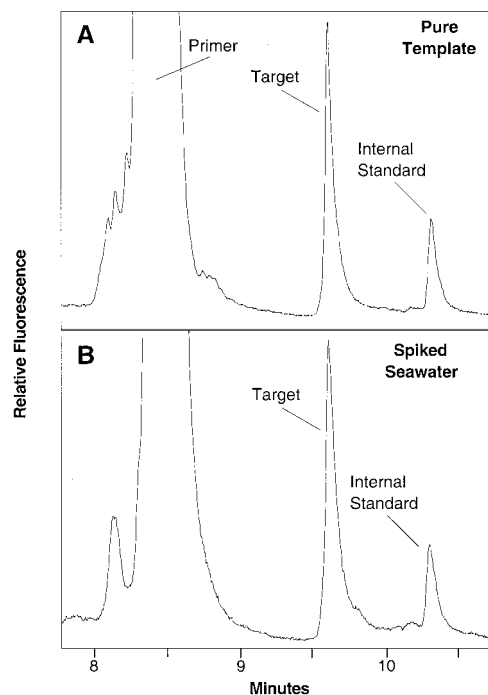 A
Pure
Template
Primer
Target
Internal
Standard
B
Spiked
Seawater
Target
Internal
Standard
Relative Fluorescence
8
9
10
Minutes